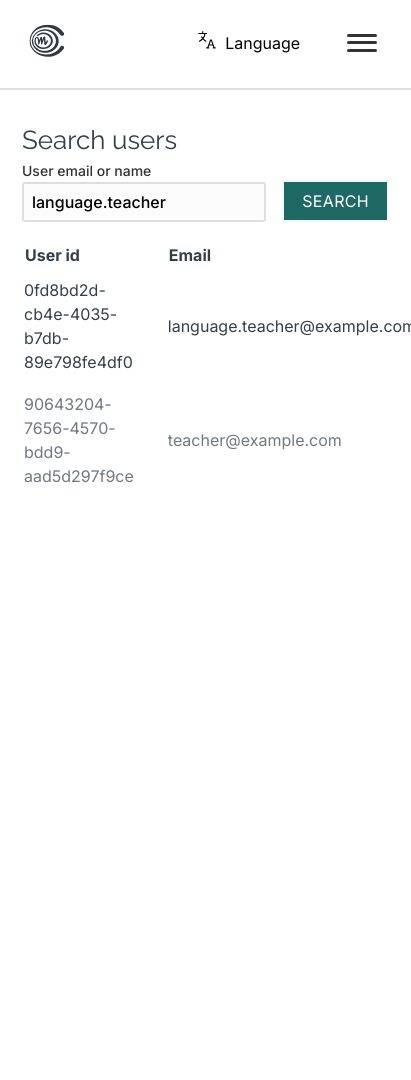 Language
Search users
User email or name
language.teacher
SEARCH
User id Email
0fd8bd2d-
cb4e-4035-
b7db-
89e798fe4df0
language.teacher@example.com
90643204-
7656-4570-
bdd9-
aad5d297f9ce
teacher@example.com